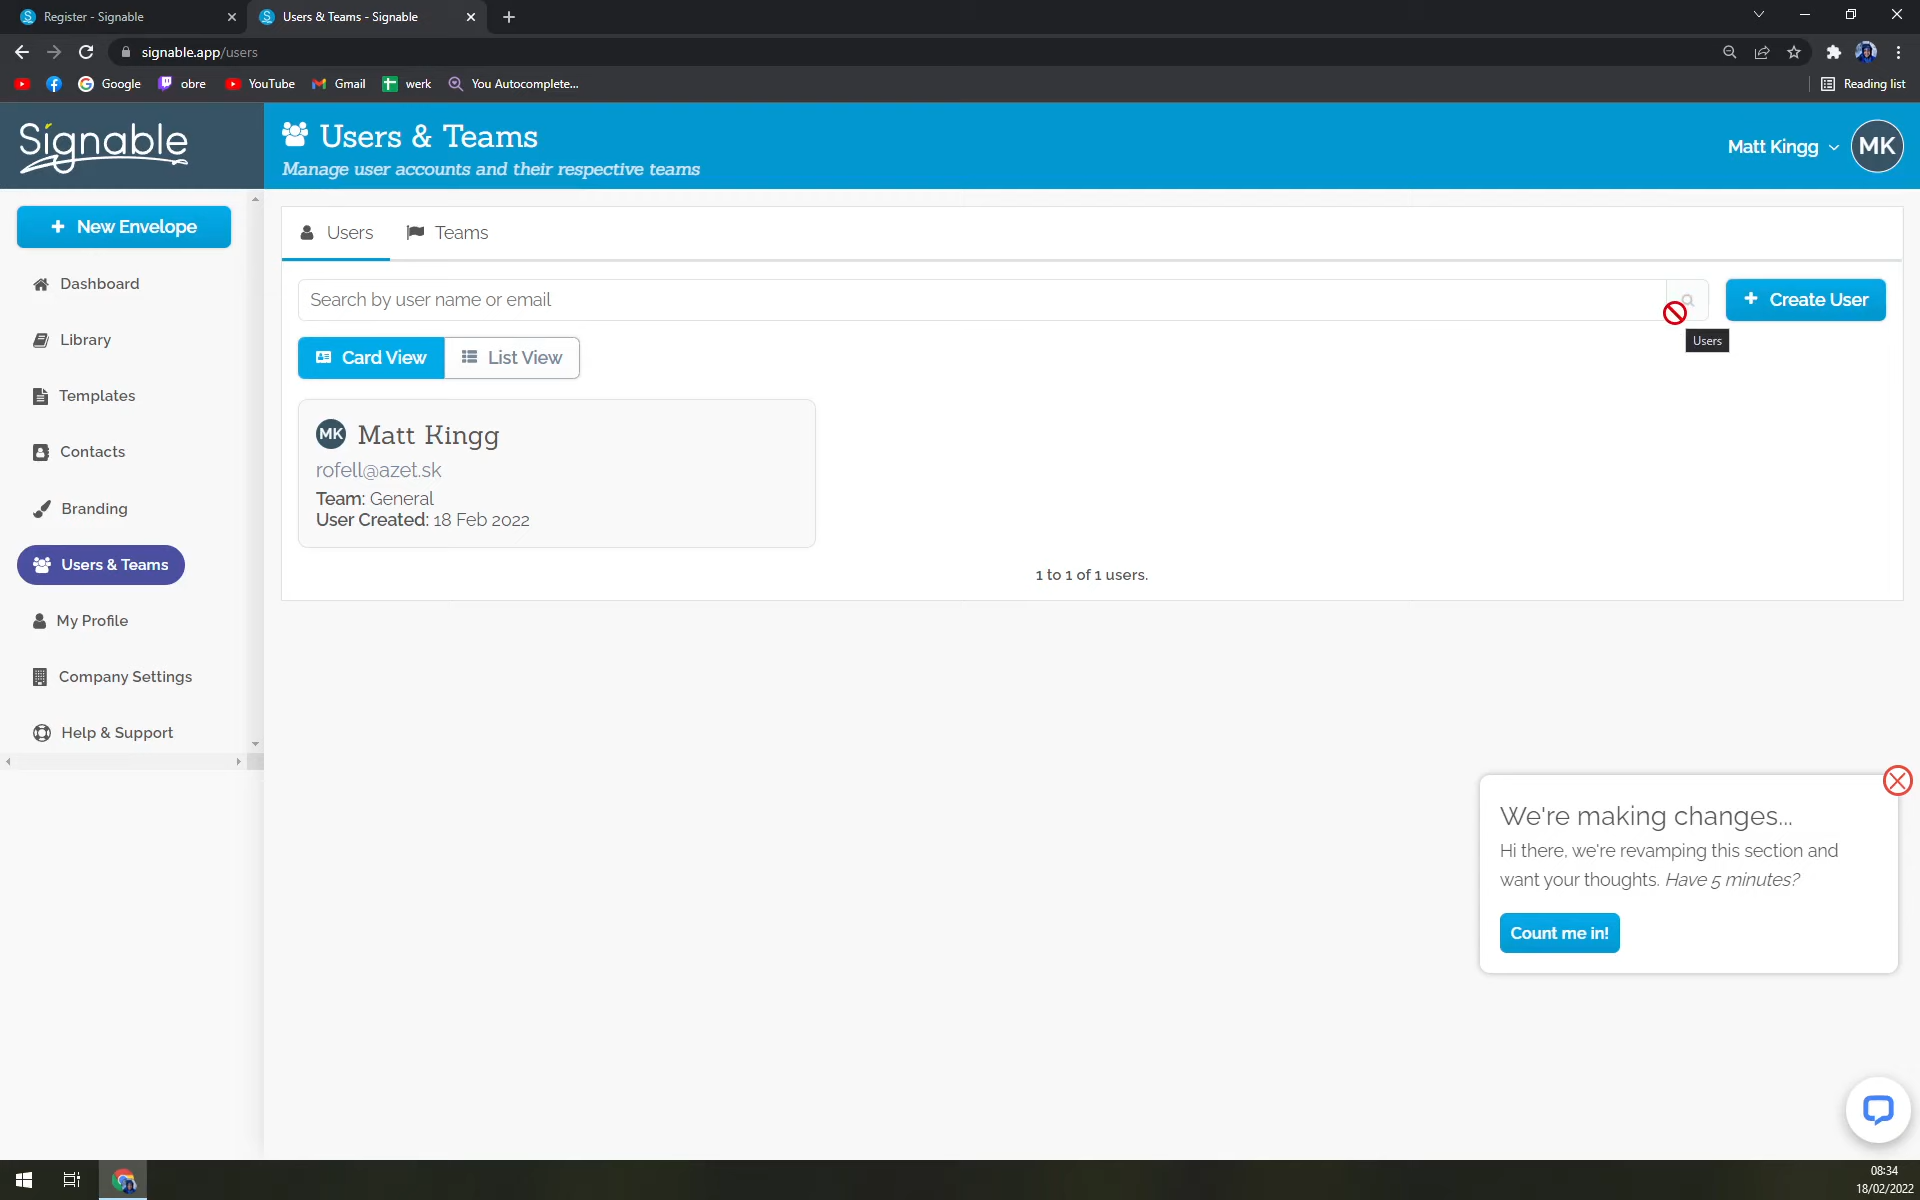 Register - Signable
Users & Teams - Signable
signable.app/users
Google
obre
YouTube
Gmail
werk
You Autocomplete...
Reading list
Signable
Users & Teams
Manage user accounts and their respective teams
Matt Kingg
MK
New Envelope
Dashboard
Library
Templates
Contacts
Branding
Users & Teams
My Profile
Company Settings
Help & Support
Users
Teams
Search by user name or email
Create User
Users
Card View
List View
MK
Matt Kingg
rofell@azet.sk
Team: General
User Created: 18 Feb 2022
1 to 1 of 1 users.
We're making changes...
Hi there, we're revamping this section and
want your thoughts. Have 5 minutes?
Count me in!
08:34
18/02/2022